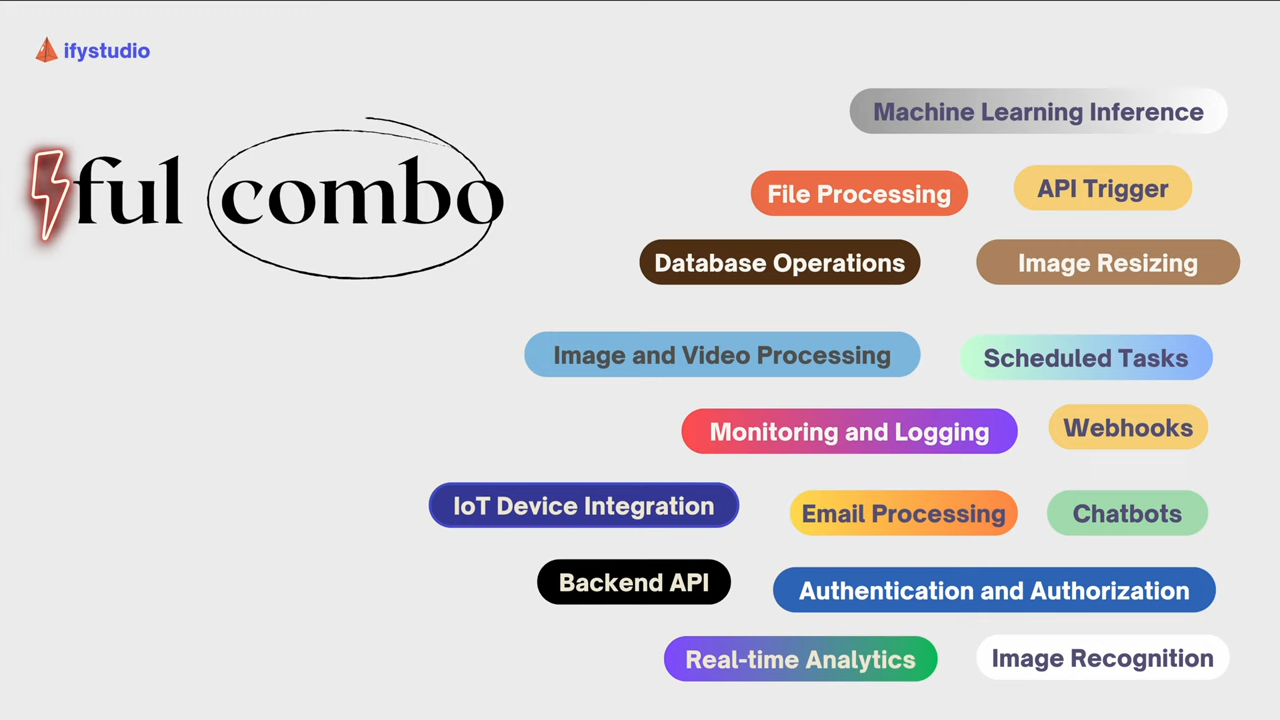 ifystudio
ful combo
Machine Learning Inference
File Processing
API Trigger
Database Operations
Image Resizing
Image and Video Processing
Scheduled Tasks
Monitoring and Logging
Webhooks
IoT Device Integration
Email Processing
Chatbots
Backend API
Authentication and Authorization
Real-time Analytics
Image Recognition